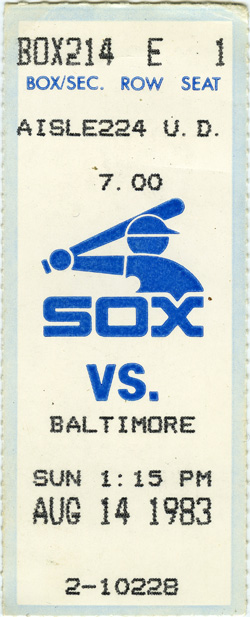 BOX214 E 1
BOX/SEC. ROW SEAT
AISLE224 U.D.
7.00
SOX
VS.
BALTIMORE
SUN 1:15 PM
AUG 14 1983
2-10228